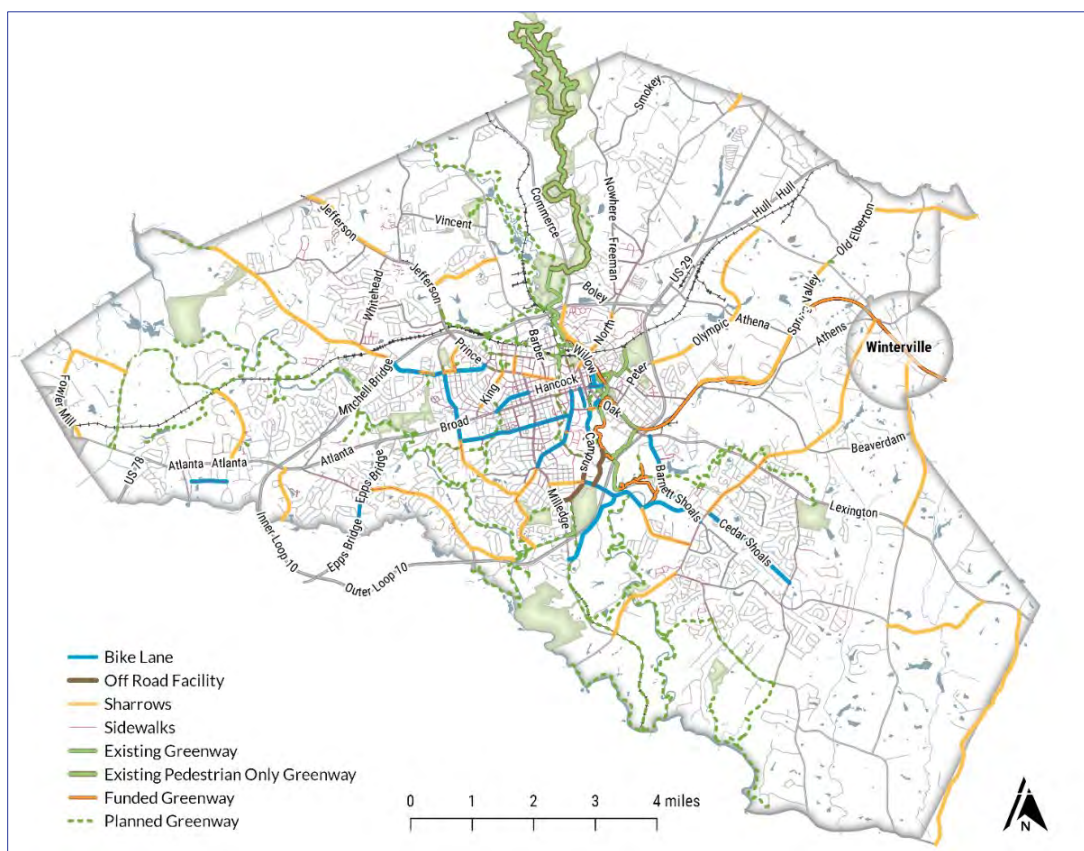 Smokey
Nowhere
Freeman
Commerce
Hull
Hull
Jefferson
Vincent
Jefferson
Whitehead
US 29
Old Elberton
Spring Valley
Boley
North
Olympic
Athena
Athens
Winterville
Willow
Barber
Prince
Peter
Hancock
King
Mitchell Bridge
Oak
Broad
Campus
Fowler Mill
Atlanta
Atlanta
Atlanta
US-78
Beaverdam
Barnett Shoals
Lexington
Milledge
Epps Bridge
Epps Bridge
Cedar Shoals
Inner Loop 10
Outer Loop 10
Bike Lane
Off Road Facility
Sharrows
Sidewalks
Existing Greenway
Existing Pedestrian Only Greenway
Funded Greenway
Planned Greenway
0 1 2 3 4 miles
N